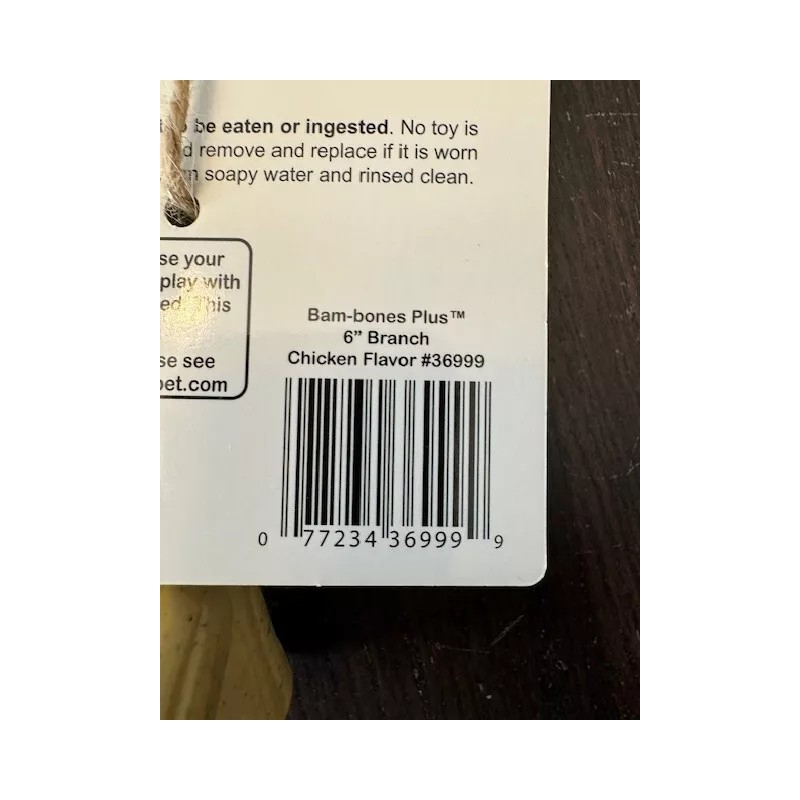 be eaten or ingested. No toy is
remove and replace if it is worn
soapy water and rinsed clean.
se your
play with
ed. This
se see
pet.com
Bam-bones Plus™
6” Branch
Chicken Flavor #36999
0 77234 36999 9